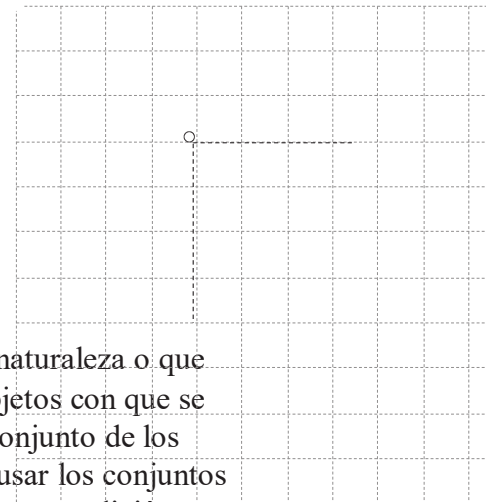 naturaleza o que
jetos con que se
onjunto de los
usar los conjuntos